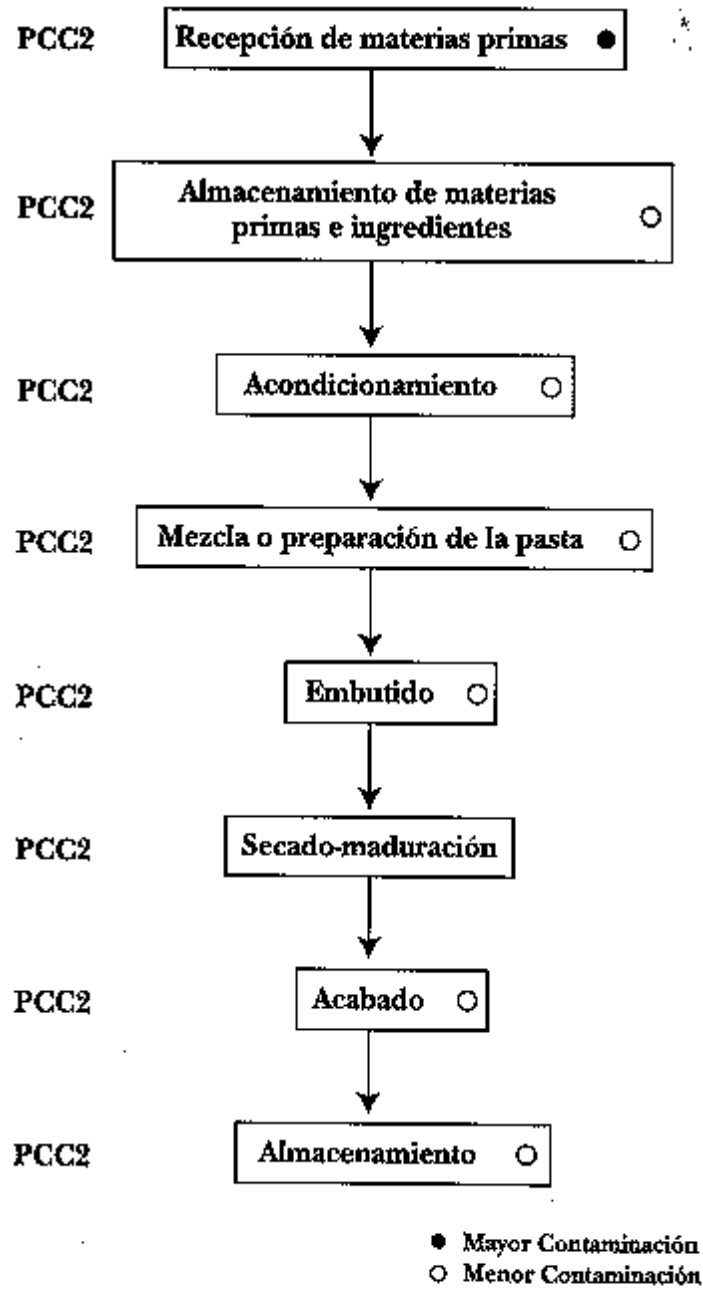 PCC2 Recepción de materias primas ●
PCC2 Almacenamiento de materias
primas e ingredientes ○
PCC2 Acondicionamiento ○
PCC2 Mezcla o preparación de la pasta ○
PCC2 Embutido ○
PCC2 Secado-maduración
PCC2 Acabado ○
PCC2 Almacenamiento ○
● Mayor Contaminación
○ Menor Contaminación